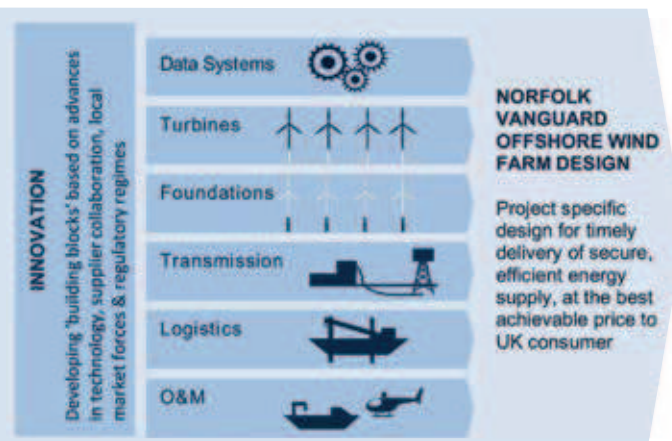 INNOVATION
Developing 'building blocks' based on advances
in technology, supplier collaboration, local
market forces & regulatory regimes
Data Systems
Turbines
Foundations
Transmission
Logistics
O&M
NORFOLK
VANGUARD
OFFSHORE WIND
FARM DESIGN
Project specific
design for timely
delivery of secure,
efficient energy
supply, at the best
achievable price to
UK consumer